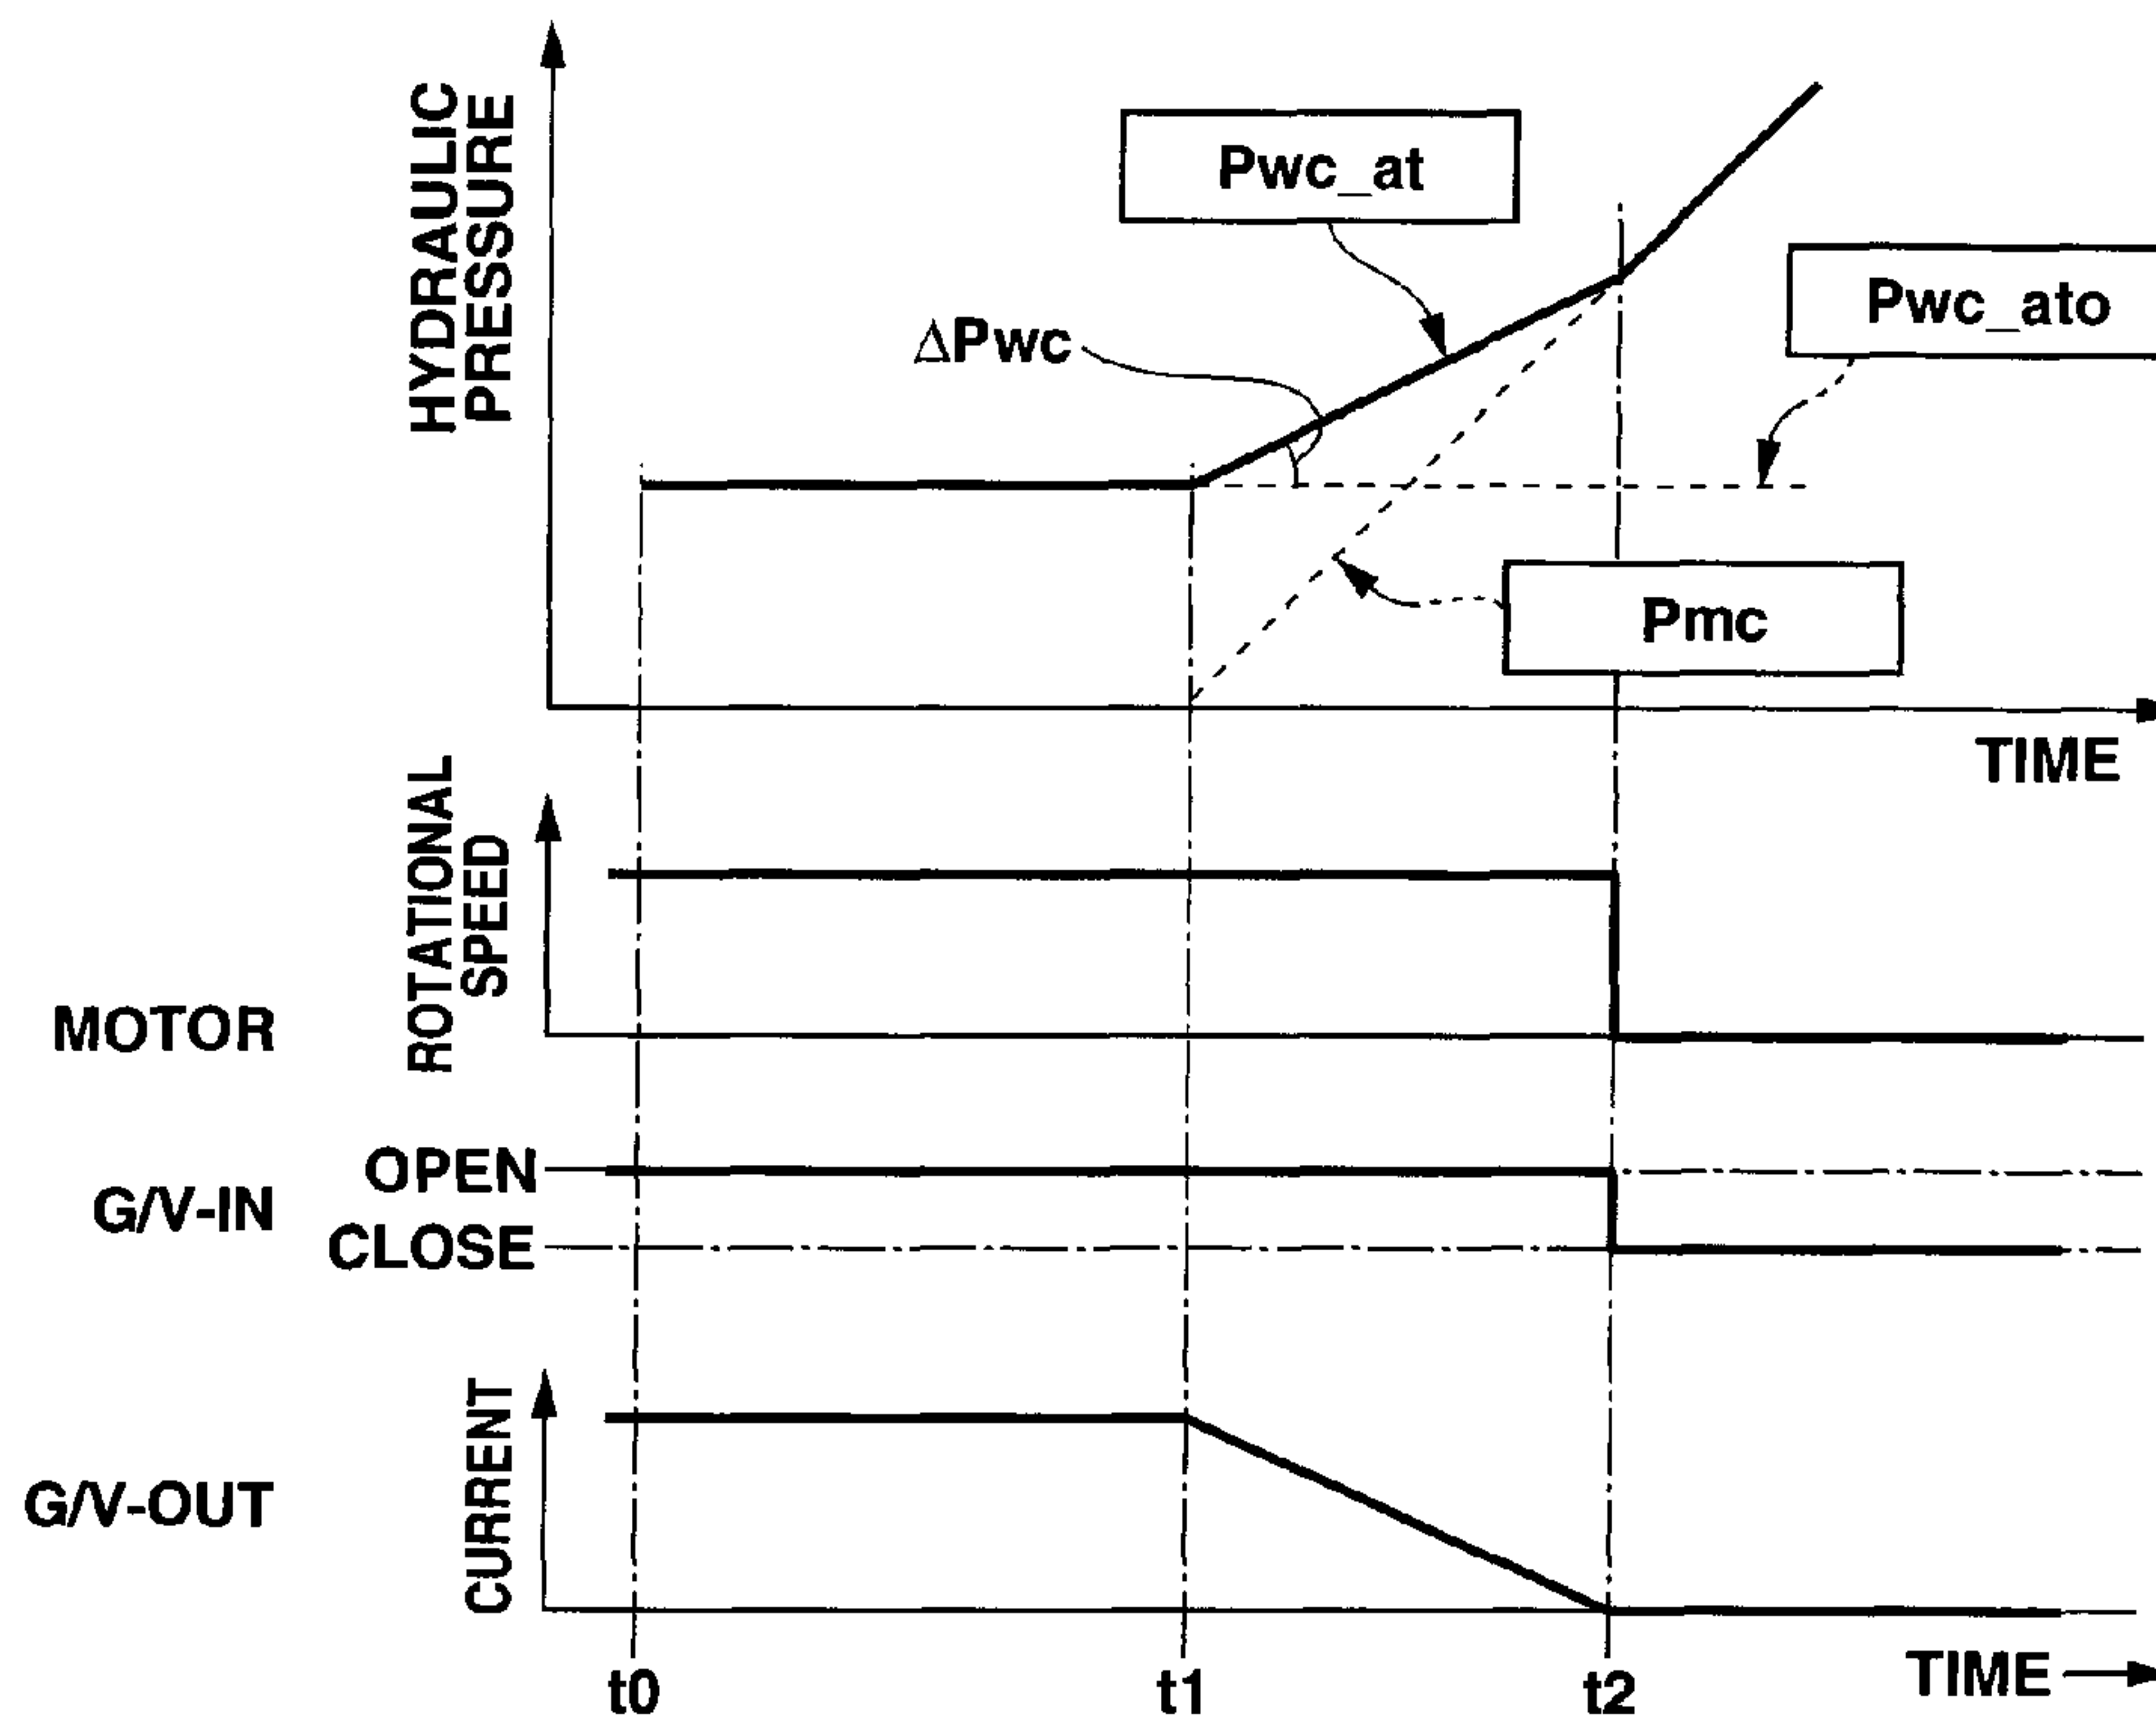 HYDRAULIC
PRESSURE
Pwc_at
Pwc_ato
ΔPwc
Pmc
TIME
ROTATIONAL
SPEED
MOTOR
OPEN
G/V-IN
CLOSE
CURRENT
G/V-OUT
t0
t1
t2
TIME